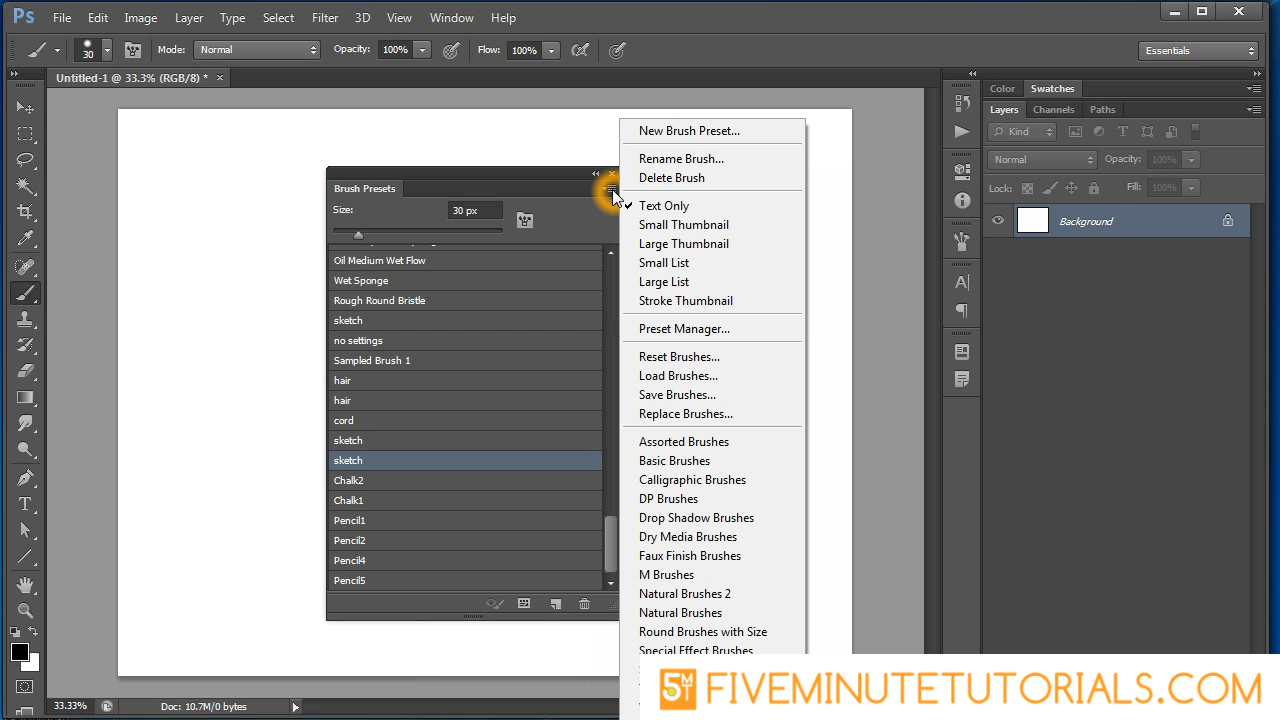 Ps File Edit Image Layer Type Select Filter 3D View Window Help
30 Mode: Normal Opacity: 100% Flow: 100% Essentials
Untitled-1 @ 33.3% (RGB/8) * ×
Color Swatches
Layers Channels Paths
Kind
Normal Opacity: 100%
Lock: Fill: 100%
Background
Brush Presets
Size: 30 px
Oil Medium Wet Flow
Wet Sponge
Rough Round Bristle
sketch
no settings
Sampled Brush 1
hair
hair
cord
sketch
sketch
Chalk2
Chalk1
Pencil1
Pencil2
Pencil4
Pencil5
New Brush Preset...
Rename Brush...
Delete Brush
Text Only
Small Thumbnail
Large Thumbnail
Small List
Large List
Stroke Thumbnail
Preset Manager...
Reset Brushes...
Load Brushes...
Save Brushes...
Replace Brushes...
Assorted Brushes
Basic Brushes
Calligraphic Brushes
DP Brushes
Drop Shadow Brushes
Dry Media Brushes
Faux Finish Brushes
M Brushes
Natural Brushes 2
Natural Brushes
Round Brushes with Size
Special Effect Brushes
33.33% Doc: 10.7M/0 bytes
5MT FIVEMINUTETUTORIALS.COM